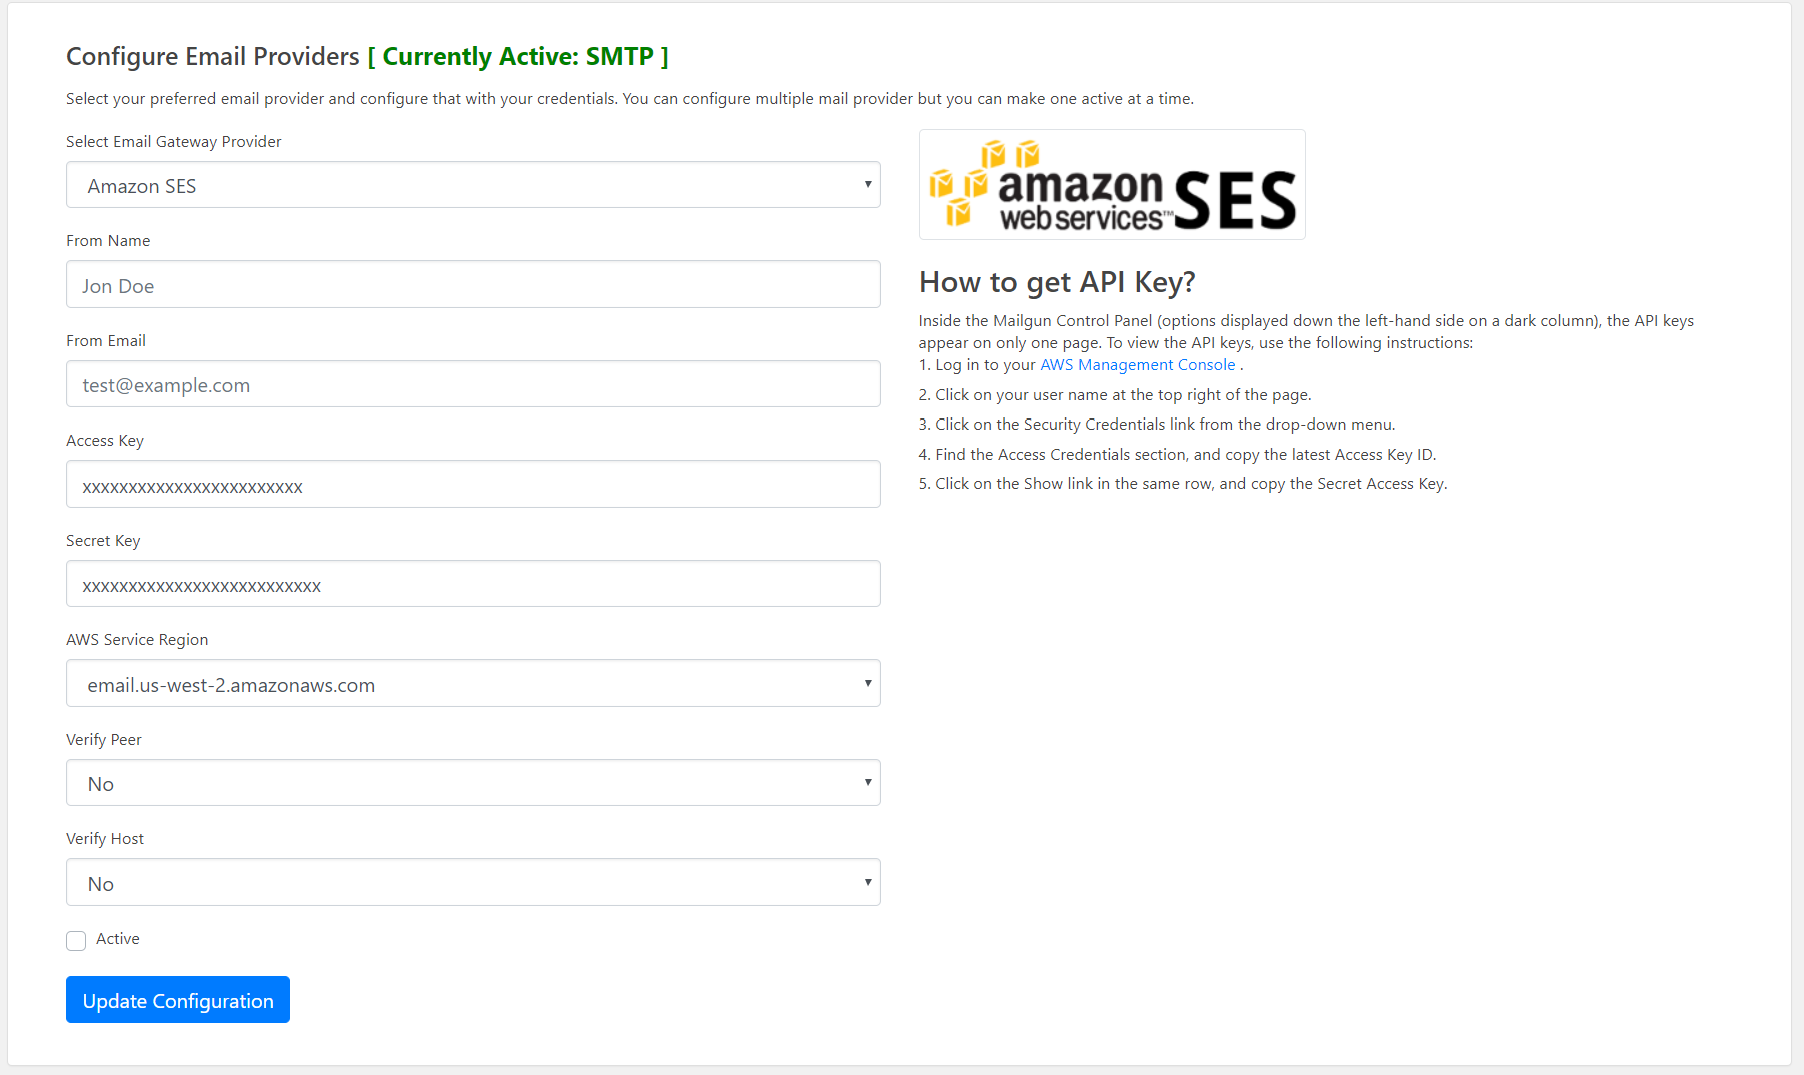 Configure Email Providers [ Currently Active: SMTP ]
Select your preferred email provider and configure that with your credentials. You can configure multiple mail provider but you can make one active at a time.
Select Email Gateway Provider
Amazon SES
From Name
Jon Doe
From Email
test@example.com
Access Key
xxxxxxxxxxxxxxxxxxxxxxxx
Secret Key
xxxxxxxxxxxxxxxxxxxxxxxxxx
AWS Service Region
email.us-west-2.amazonaws.com
Verify Peer
No
Verify Host
No
Active
Update Configuration
amazon
web services™ SES
How to get API Key?
Inside the Mailgun Control Panel (options displayed down the left-hand side on a dark column), the API keys
appear on only one page. To view the API keys, use the following instructions:
1. Log in to your AWS Management Console .
2. Click on your user name at the top right of the page.
3. Click on the Security Credentials link from the drop-down menu.
4. Find the Access Credentials section, and copy the latest Access Key ID.
5. Click on the Show link in the same row, and copy the Secret Access Key.